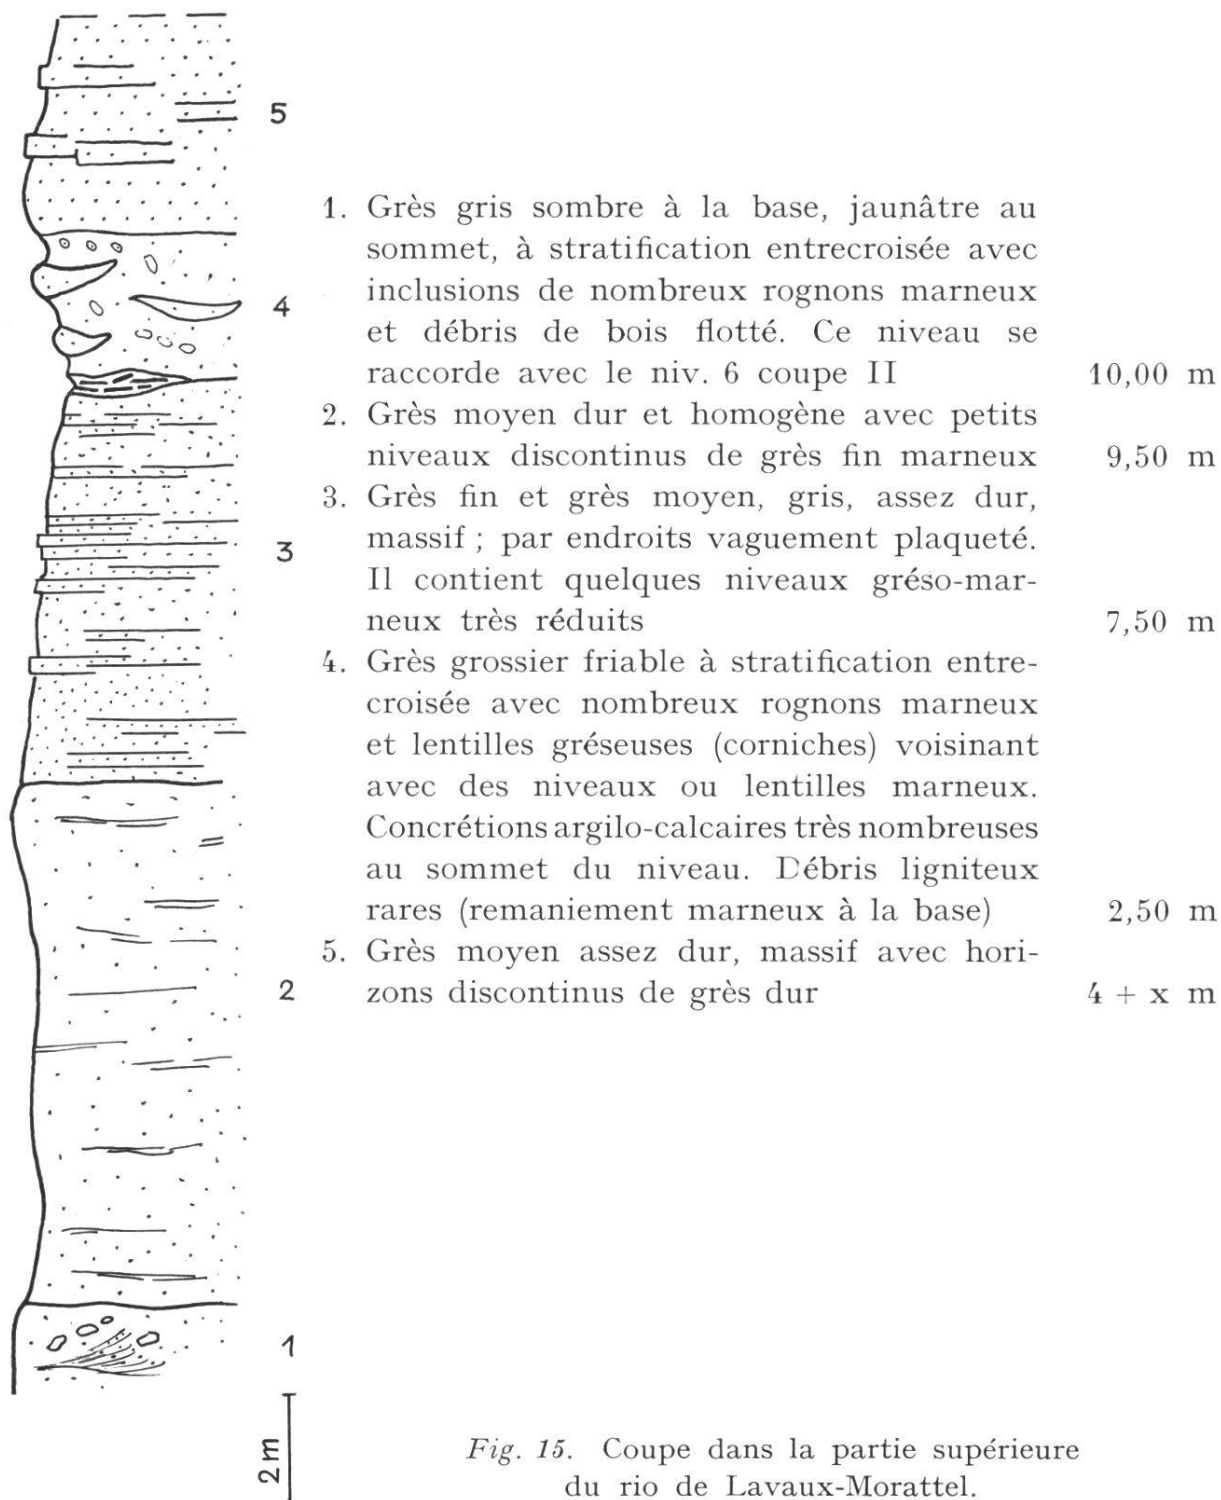 5
4
3
2
1
2m
1. Grès gris sombre à la base, jaunâtre au
sommet, à stratification entrecroisée avec
inclusions de nombreux rognons marneux
et débris de bois flotté. Ce niveau se
raccorde avec le niv. 6 coupe II 10,00 m
2. Grès moyen dur et homogène avec petits
niveaux discontinus de grès fin marneux 9,50 m
3. Grès fin et grès moyen, gris, assez dur,
massif ; par endroits vaguement plaqueté.
Il contient quelques niveaux gréso-mar-
neux très réduits 7,50 m
4. Grès grossier friable à stratification entre-
croisée avec nombreux rognons marneux
et lentilles gréseuses (corniches) voisinant
avec des niveaux ou lentilles marneux.
Concrétions argilo-calcaires très nombreuses
au sommet du niveau. Débris ligniteux
rares (remaniement marneux à la base) 2,50 m
5. Grès moyen assez dur, massif avec hori-
zons discontinus de grès dur 4 + x m
Fig. 15. Coupe dans la partie supérieure
du rio de Lavaux-Morattel.